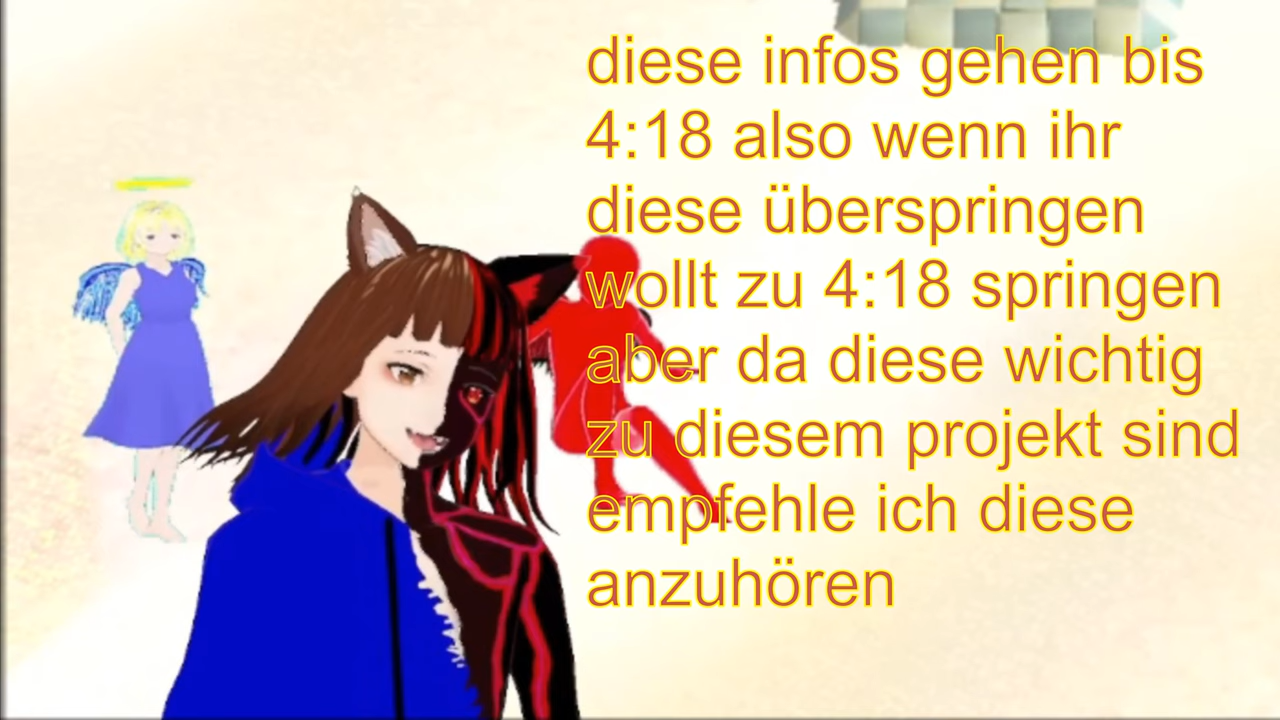 diese infos gehen bis
4:18 also wenn ihr
diese überspringen
wollt zu 4:18 springen
aber da diese wichtig
zu diesem projekt sind
empfehle ich diese
anzuhören